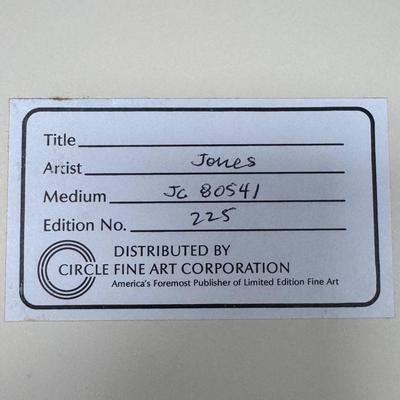 Title
Artist Jones
Medium JG 80541
Edition No. 225
DISTRIBUTED BY
CIRCLE FINE ART CORPORATION
America's Foremost Publisher of Limited Edition Fine Art